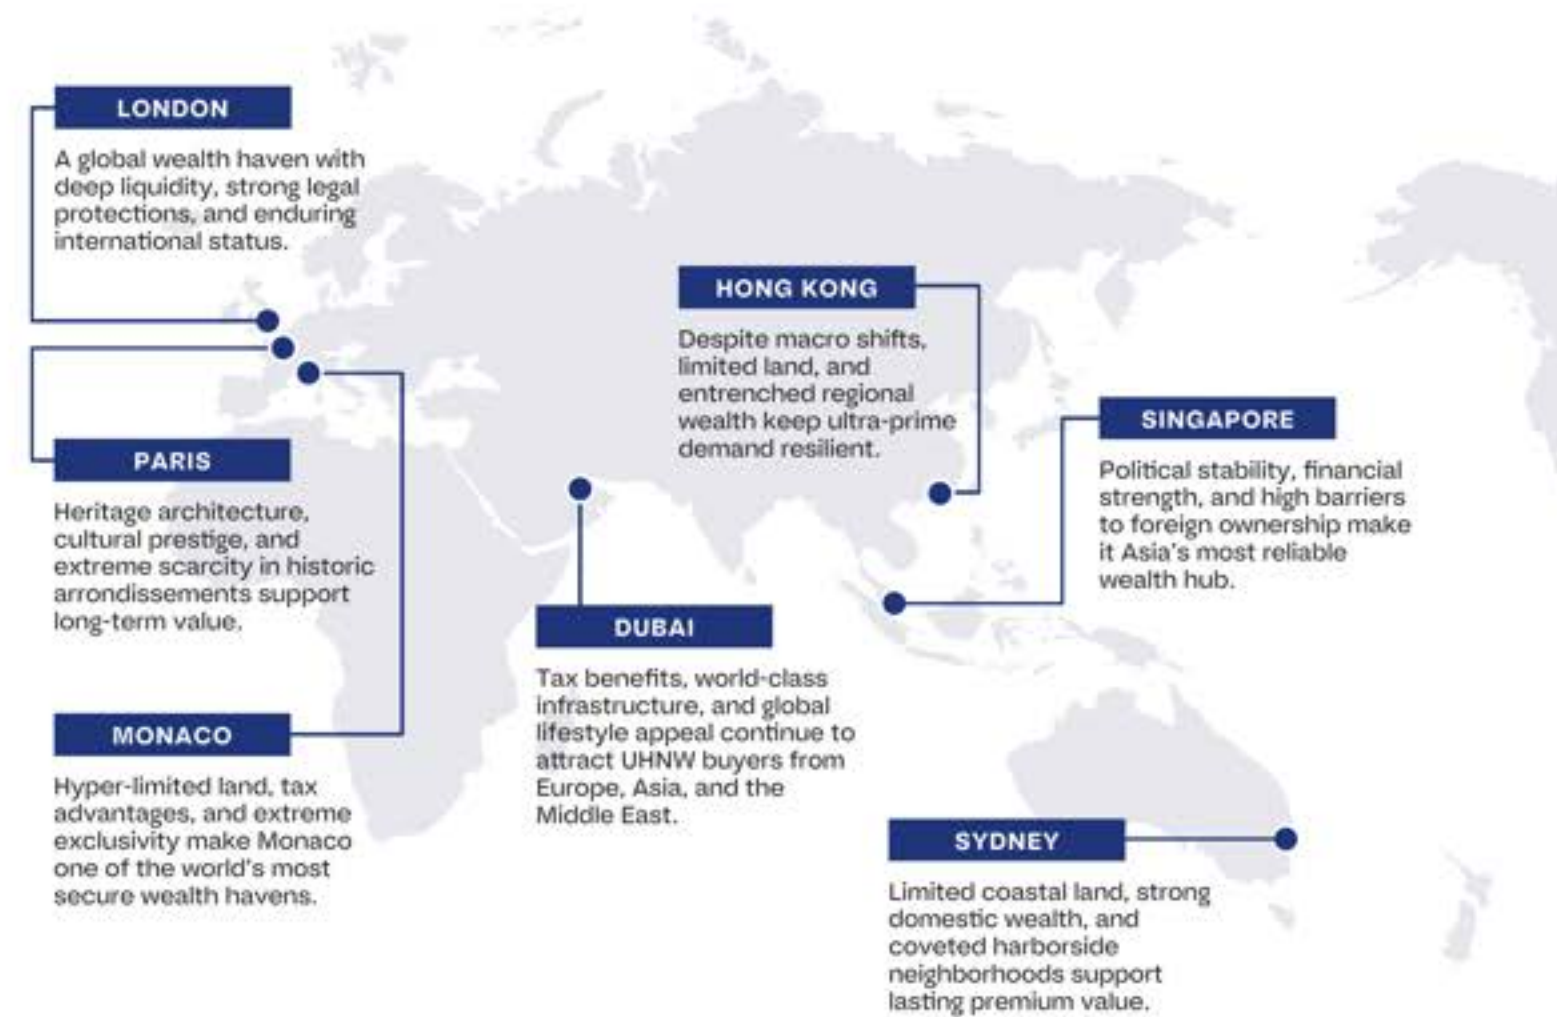 LONDON
A global wealth haven with
deep liquidity, strong legal
protections, and enduring
international status.
PARIS
Heritage architecture,
cultural prestige, and
extreme scarcity in historic
arrondissements support
long-term value.
MONACO
Hyper-limited land, tax
advantages, and extreme
exclusivity make Monaco
one of the world's most
secure wealth havens.
DUBAI
Tax benefits, world-class
infrastructure, and global
lifestyle appeal continue to
attract UHNW buyers from
Europe, Asia, and the
Middle East.
HONG KONG
Despite macro shifts,
limited land, and
entrenched regional
wealth keep ultra-prime
demand resilient.
SINGAPORE
Political stability, financial
strength, and high barriers
to foreign ownership make
it Asia's most reliable
wealth hub.
SYDNEY
Limited coastal land, strong
domestic wealth, and
coveted harborside
neighborhoods support
lasting premium value.